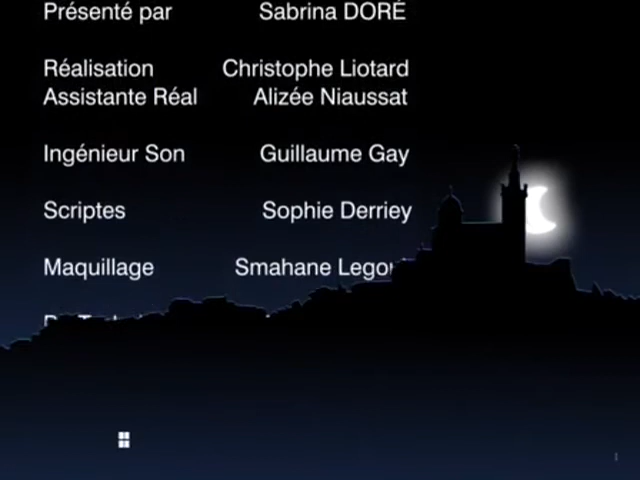 Présenté par Sabrina DORÉ
Réalisation Christophe Liotard
Assistante Réal Alizée Niaussat
Ingénieur Son Guillaume Gay
Scriptes Sophie Derriey
Maquillage Smahane